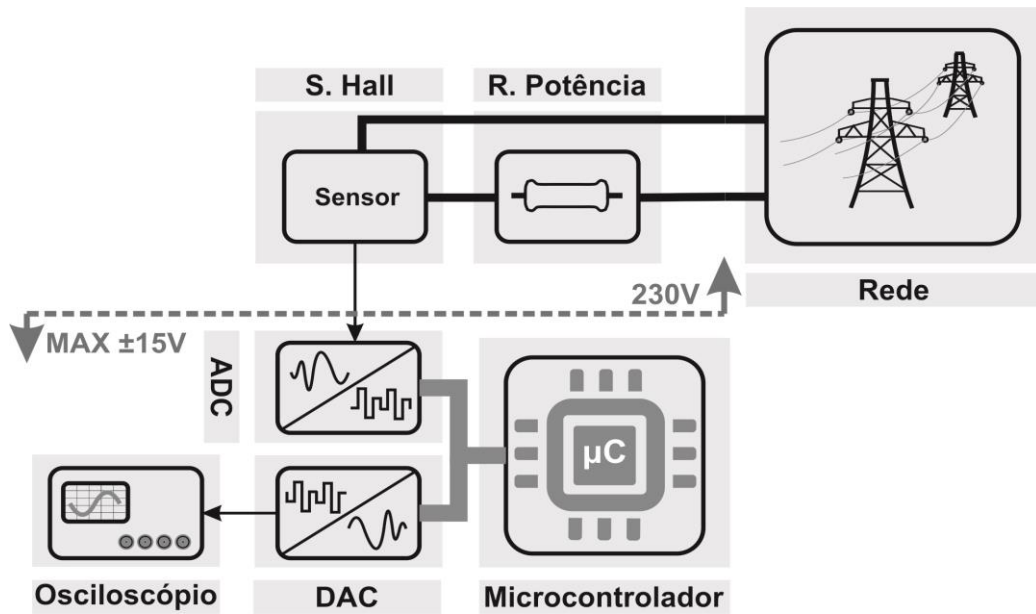 S. Hall
R. Potência
Sensor
Rede
230V
MAX ±15V
ADC
µC
Osciloscópio
DAC
Microcontrolador